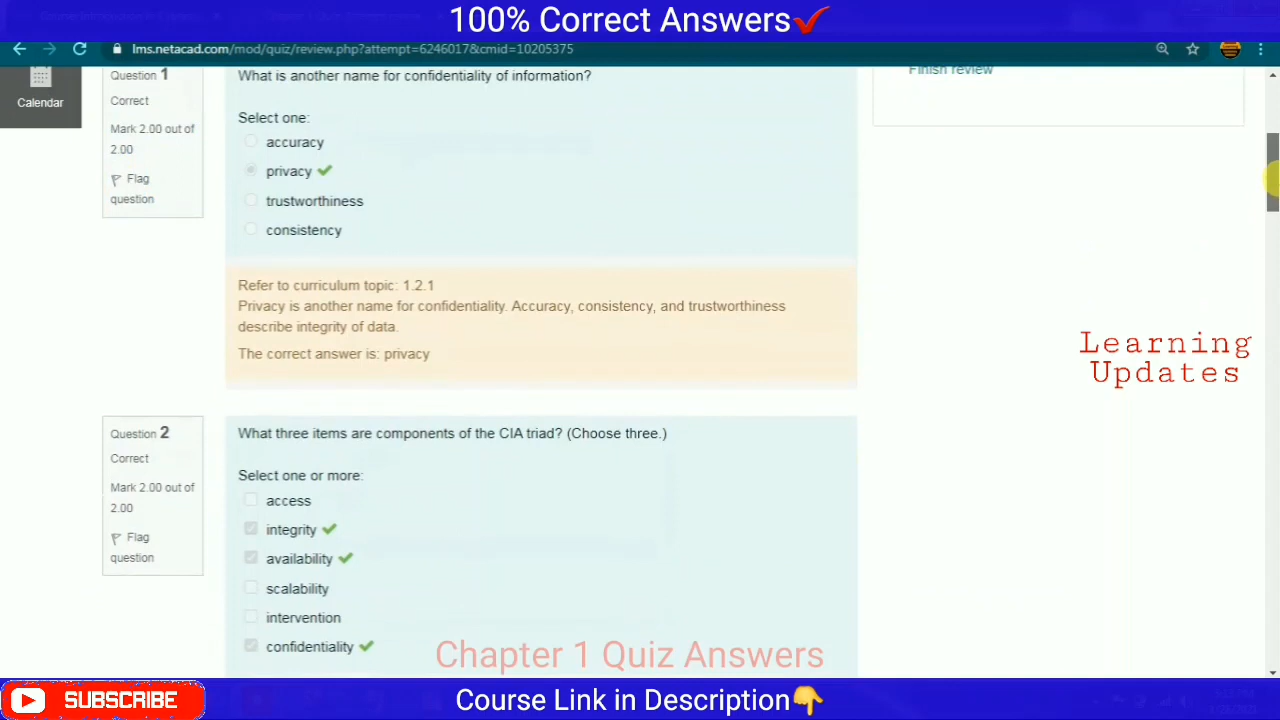 100% Correct Answers
lms.netacad.com/mod/quiz/review.php?attempt=6246017&cmid=10205375
Calendar
Question 1
Correct
Mark 2.00 out of
2.00
Flag
question
What is another name for confidentiality of information?
Select one:
accuracy
privacy
trustworthiness
consistency
Refer to curriculum topic: 1.2.1
Privacy is another name for confidentiality. Accuracy, consistency, and trustworthiness
describe integrity of data.
The correct answer is: privacy
Finish review
Learning
Updates
Question 2
Correct
Mark 2.00 out of
2.00
Flag
question
What three items are components of the CIA triad? (Choose three.)
Select one or more:
access
integrity
availability
scalability
intervention
confidentiality
Chapter 1 Quiz Answers
SUBSCRIBE
Course Link in Description